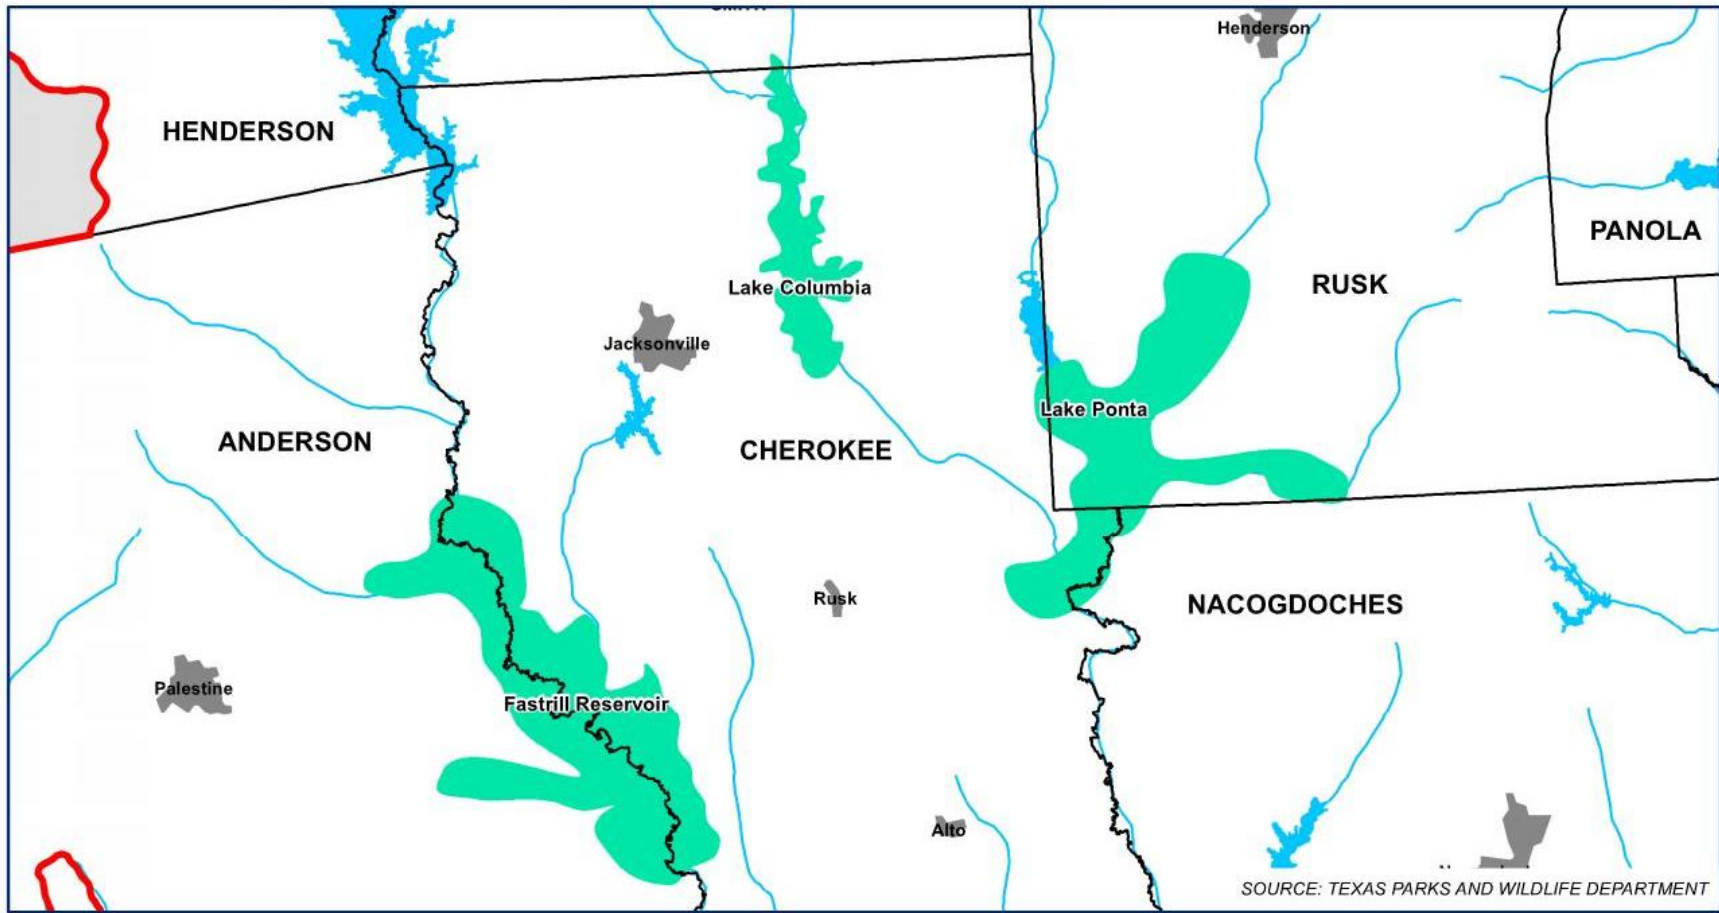 Henderson
HENDERSON
PANOLA
RUSK
Lake Columbia
Jacksonville
Lake Ponta
ANDERSON
CHEROKEE
Rusk
NACOGDOCHES
Palestine
Fastrill Reservoir
Alto
SOURCE: TEXAS PARKS AND WILDLIFE DEPARTMENT